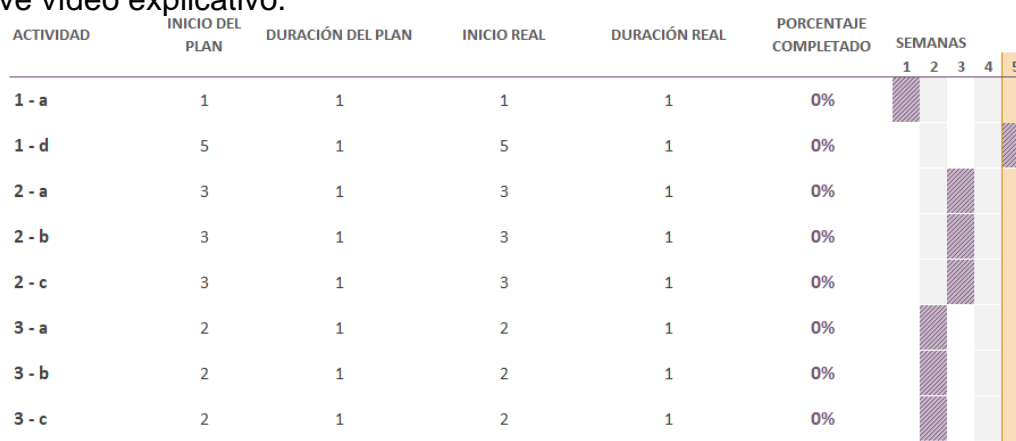 ve video explicativo.
ACTIVIDAD INICIO DEL PLAN DURACIÓN DEL PLAN INICIO REAL DURACIÓN REAL PORCENTAJE COMPLETADO SEMANAS
1 2 3 4 5
1 - a 1 1 1 1 0%
1 - d 5 1 5 1 0%
2 - a 3 1 3 1 0%
2 - b 3 1 3 1 0%
2 - c 3 1 3 1 0%
3 - a 2 1 2 1 0%
3 - b 2 1 2 1 0%
3 - c 2 1 2 1 0%